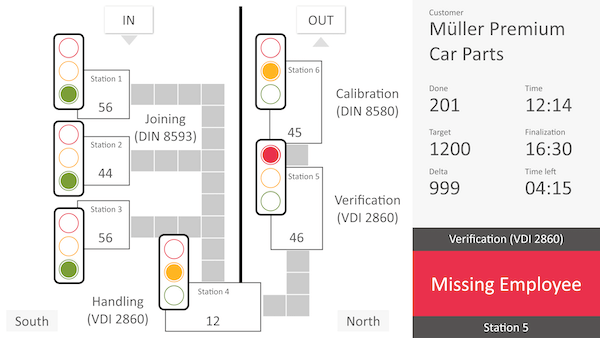 IN
OUT
Station 1
56
Joining
(DIN 8593)
Station 2
44
Station 3
56
Handling
(VDI 2860)
Station 4
12
South
North
Station 6
45
Calibration
(DIN 8580)
Station 5
46
Verification
(VDI 2860)
Customer
Müller Premium
Car Parts
Done
Time
201
12:14
Target
Finalization
1200
16:30
Delta
Time left
999
04:15
Verification (VDI 2860)
Missing Employee
Station 5